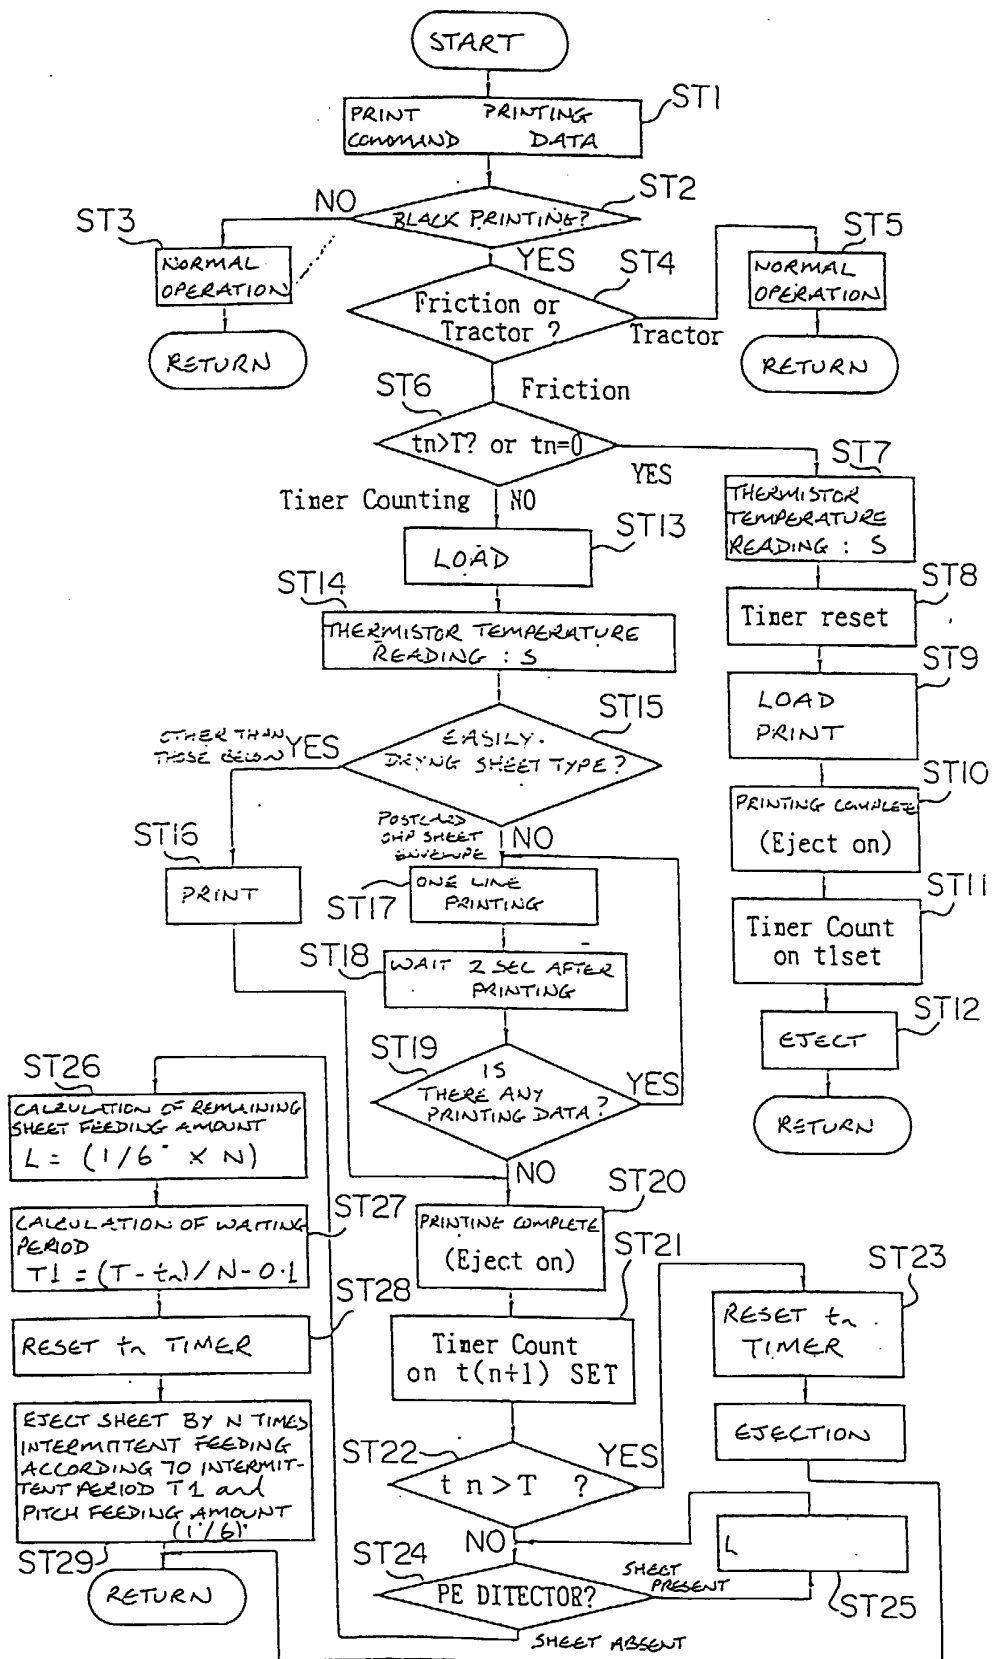 START
ST1
PRINT PRINTING
COMMAND DATA
ST2
NO
BLACK PRINTING?
ST3
NORMAL
OPERATION
RETURN
YES
ST4
Friction or
Tractor ?
Tractor
ST5
NORMAL
OPERATION
RETURN
Friction
ST6
tn>T? or tn=0
YES
Timer Counting
NO
ST7
THERMISTOR
TEMPERATURE
READING : S
ST8
Timer reset
ST9
LOAD
PRINT
ST10
PRINTING COMPLETE
(Eject on)
ST11
Timer Count
on t1set
ST12
EJECT
RETURN
ST13
LOAD
ST14
THERMISTOR TEMPERATURE
READING : S
ST15
EASILY-
DRYNG SHEET TYPE?
OTHER THAN
THOSE BELOW
YES
POSTCARD
OHP SHEET
ENVELOPE
NO
ST16
PRINT
ST17
ONE LINE
PRINTING
ST18
WAIT 2 SEC AFTER
PRINTING
ST19
IS
THERE ANY
PRINTING DATA?
YES
NO
ST20
PRINTING COMPLETE
(Eject on)
ST21
Timer Count
on t(n+1) SET
ST22
tn>T ?
YES
NO
ST23
RESET tn
TIMER
EJECTION
ST24
PE DITECTOR?
SHEET
PRESENT
L
ST25
SHEET ABSENT
ST26
CALCULATION OF REMAINING
SHEET FEEDING AMOUNT
L = (1/6" X N)
ST27
CALCULATION OF WAITING
PERIOD
T1 = (T-tn)/N-0.1
ST28
RESET tn TIMER
EJECT SHEET BY N TIMES
INTERMITTENT FEEDING
ACCORDING TO INTERMIT-
TENT PERIOD T1 and
PITCH FEEDING AMOUNT
(1/6)"
ST29
RETURN